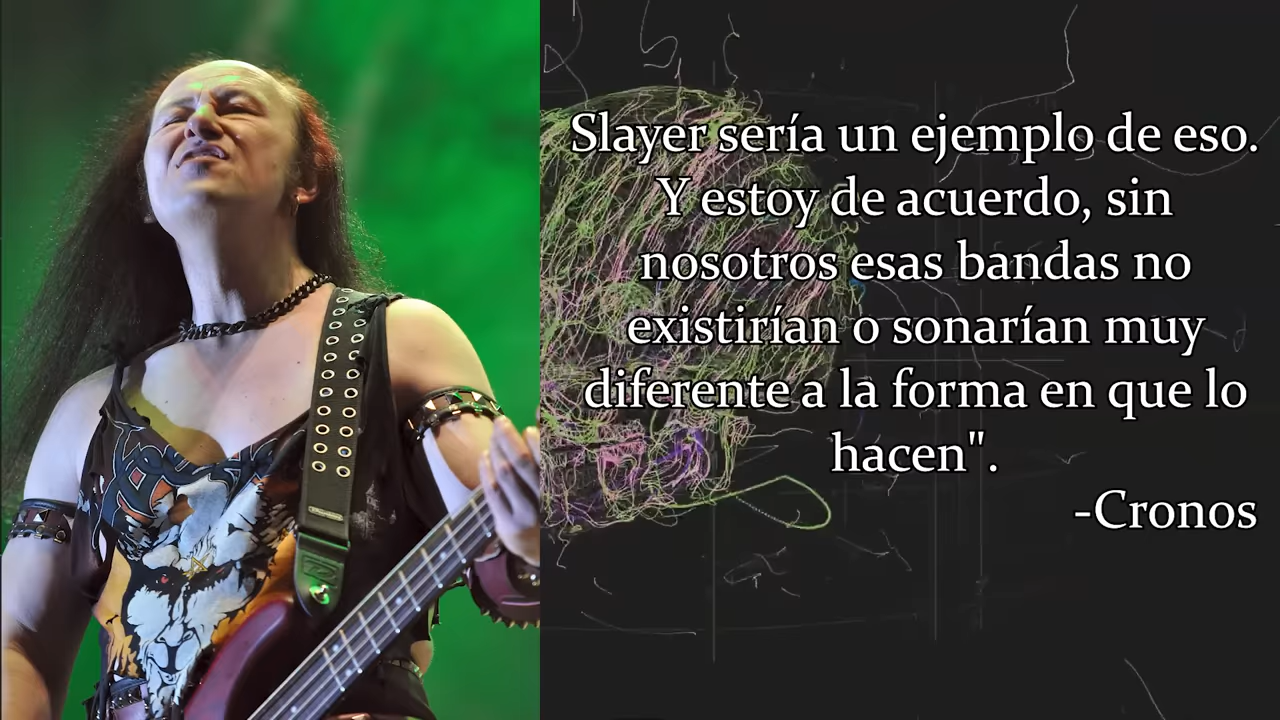 Slayer sería un ejemplo de eso.
Y estoy de acuerdo, sin
nosotros esas bandas no
existirían o sonarían muy
diferente a la forma en que lo
hacen".
-Cronos